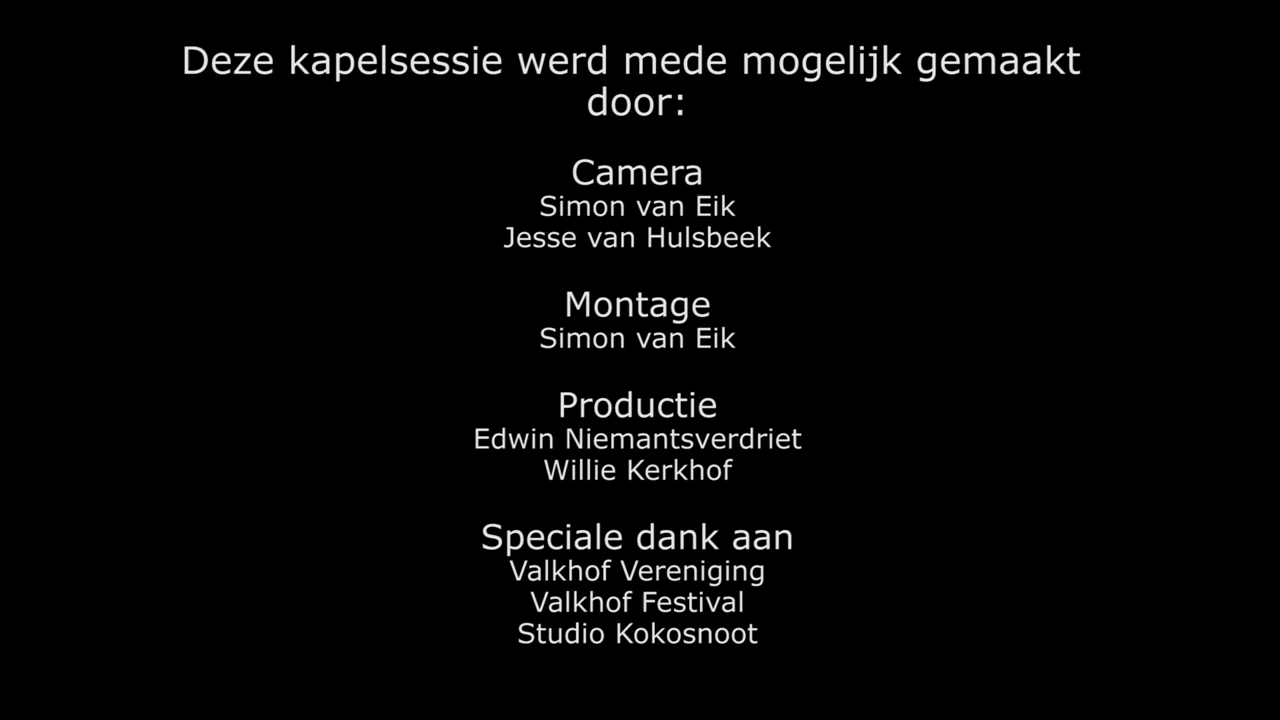 Deze kapelsessie werd mede mogelijk gemaakt
door:
Camera
Simon van Eik
Jesse van Hulsbeek
Montage
Simon van Eik
Productie
Edwin Niemantsverdriet
Willie Kerkhof
Speciale dank aan
Valkhof Vereniging
Valkhof Festival
Studio Kokosnoot